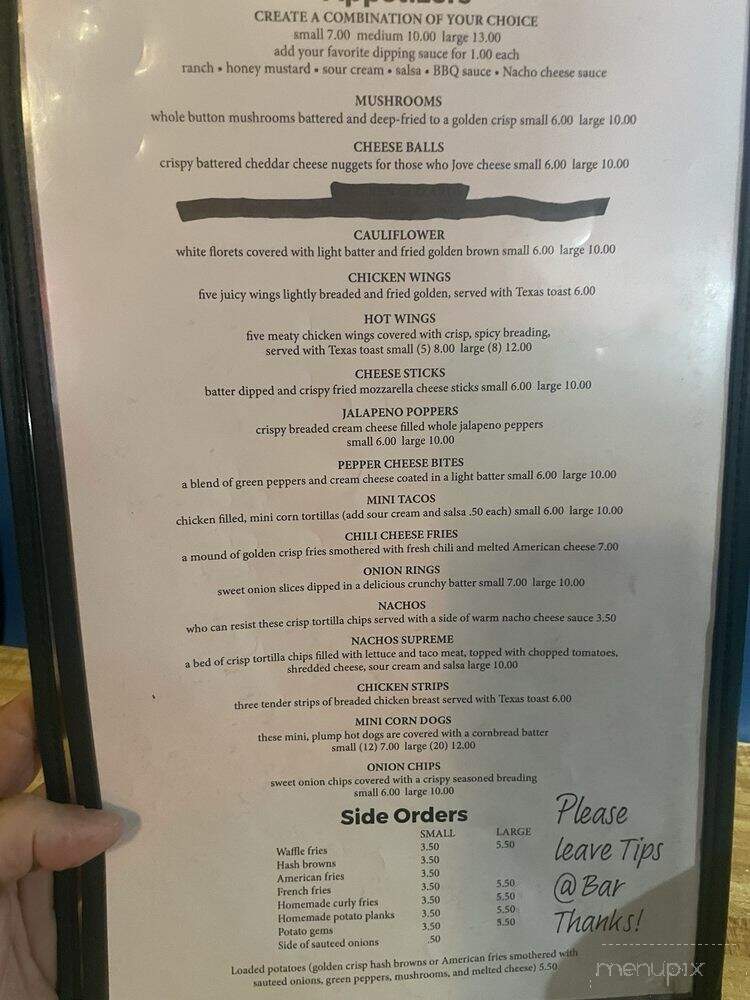 Appetizers
CREATE A COMBINATION OF YOUR CHOICE
small 7.00 medium 10.00 large 13.00
add your favorite dipping sauce for 1.00 each
ranch • honey mustard • sour cream • salsa • BBQ sauce • Nacho cheese sauce
MUSHROOMS
whole button mushrooms battered and deep-fried to a golden crisp small 6.00 large 10.00
CHEESE BALLS
crispy battered cheddar cheese nuggets for those who Jove cheese small 6.00 large 10.00
CAULIFLOWER
white florets covered with light batter and fried golden brown small 6.00 large 10.00
CHICKEN WINGS
five juicy wings lightly breaded and fried golden, served with Texas toast 6.00
HOT WINGS
five meaty chicken wings covered with crisp, spicy breading,
served with Texas toast small (5) 8.00 large (8) 12.00
CHEESE STICKS
batter dipped and crispy fried mozzarella cheese sticks small 6.00 large 10.00
JALAPENO POPPERS
crispy breaded cream cheese filled whole jalapeno peppers
small 6.00 large 10.00
PEPPER CHEESE BITES
a blend of green peppers and cream cheese coated in a light batter small 6.00 large 10.00
MINI TACOS
chicken filled, mini corn tortillas (add sour cream and salsa .50 each) small 6.00 large 10.00
CHILI CHEESE FRIES
a mound of golden crisp fries smothered with fresh chili and melted American cheese 7.00
ONION RINGS
sweet onion slices dipped in a delicious crunchy batter small 7.00 large 10.00
NACHOS
who can resist these crisp tortilla chips served with a side of warm nacho cheese sauce 3.50
NACHOS SUPREME
a bed of crisp tortilla chips filled with lettuce and taco meat, topped with chopped tomatoes,
shredded cheese, sour cream and salsa large 10.00
CHICKEN STRIPS
three tender strips of breaded chicken breast served with Texas toast 6.00
MINI CORN DOGS
these mini, plump hot dogs are covered with a cornbread batter
small (12) 7.00 large (20) 12.00
ONION CHIPS
sweet onion chips covered with a crispy seasoned breading
small 6.00 large 10.00
Side Orders
SMALL LARGE
Waffle fries 3.50 5.50
Hash browns 3.50
American fries 3.50
French fries 3.50 5.50
Homemade curly fries 3.50 5.50
Homemade potato planks 3.50 5.50
Potato gems 3.50 5.50
Side of sauteed onions .50
Loaded potatoes (golden crisp hash browns or American fries smothered with
sauteed onions, green peppers, mushrooms, and melted cheese) 5.50
Please
leave Tips
@ Bar
Thanks!
menupix